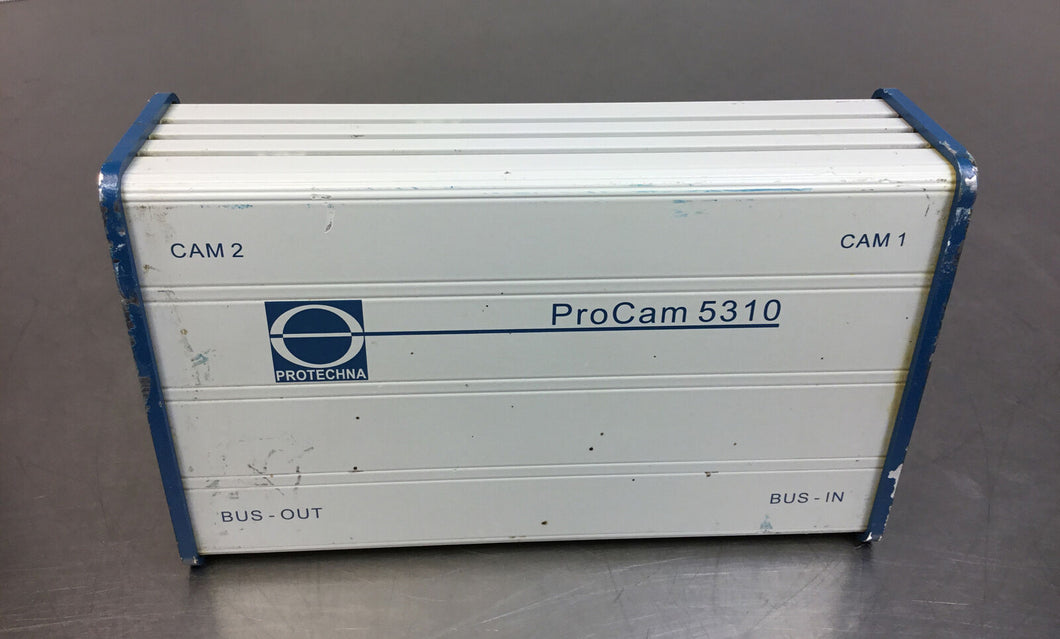 CAM 2
CAM 1
ProCam 5310
PROTECHNA
BUS - OUT
BUS - IN